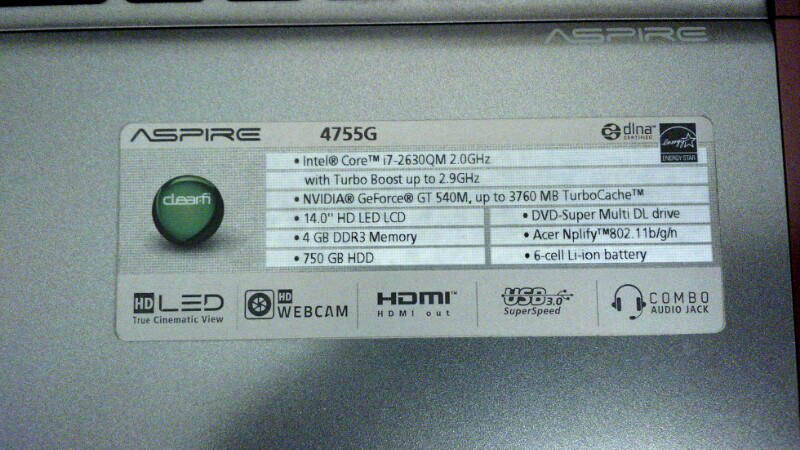 ASPIRE
ASPIRE 4755G dlna™ CERTIFIED
ENERGY STAR
clear.fi
• Intel® Core™ i7-2630QM 2.0GHz
with Turbo Boost up to 2.9GHz
• NVIDIA® GeForce® GT 540M, up to 3760 MB TurboCache™
• 14.0" HD LED LCD • DVD-Super Multi DL drive
• 4 GB DDR3 Memory • Acer Nplify™802.11b/g/n
• 750 GB HDD • 6-cell Li-ion battery
HD LED
True Cinematic View
HD WEBCAM
HDMI™
HDMI out
USB 3.0
SuperSpeed
COMBO
AUDIO JACK